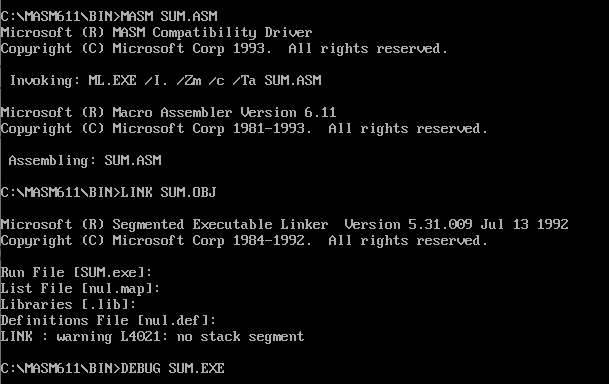 C:\MASM611\BIN>MASM SUM.ASM
Microsoft (R) MASM Compatibility Driver
Copyright (C) Microsoft Corp 1993.  All rights reserved.
Invoking: ML.EXE /I. /Zm /c /Ta SUM.ASM
Microsoft (R) Macro Assembler Version 6.11
Copyright (C) Microsoft Corp 1981-1993.  All rights reserved.
Assembling: SUM.ASM
C:\MASM611\BIN>LINK SUM.OBJ
Microsoft (R) Segmented Executable Linker  Version 5.31.009 Jul 13 1992
Copyright (C) Microsoft Corp 1984-1992.  All rights reserved.
Run File [SUM.exe]:
List File [nul.map]:
Libraries [.lib]:
Definitions File [nul.def]:
LINK : warning L4021: no stack segment
C:\MASM611\BIN>DEBUG SUM.EXE